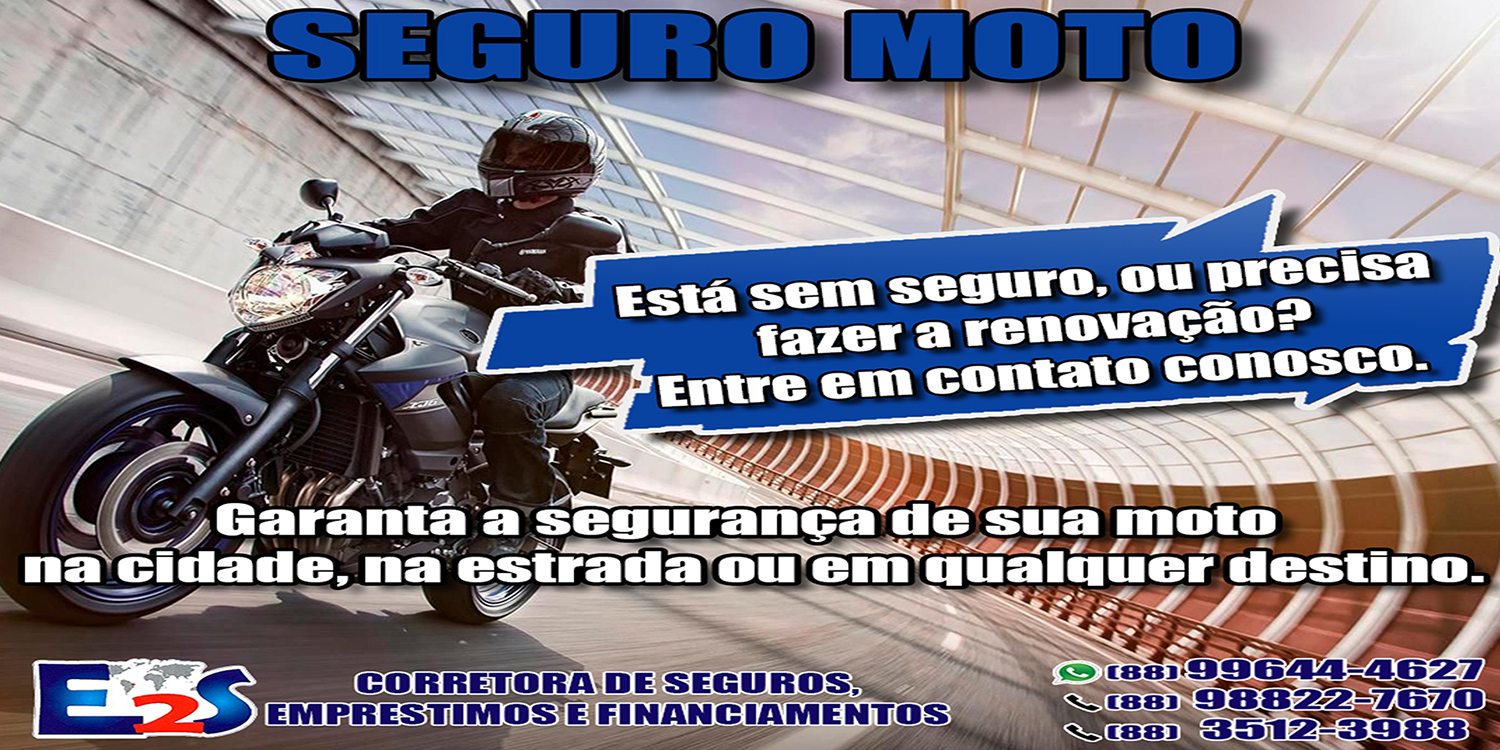 SEGURO MOTO
Está sem seguro, ou precisa
fazer a renovação?
Entre em contato conosco.
Garanta a segurança de sua moto
na cidade, na estrada ou em qualquer destino.
E2S
CORRETORA DE SEGUROS,
EMPRESTIMOS E FINANCIAMENTOS
(88) 99644-4627
(88) 98822-7670
(88) 3512-3988
YAMAHA
XJ6